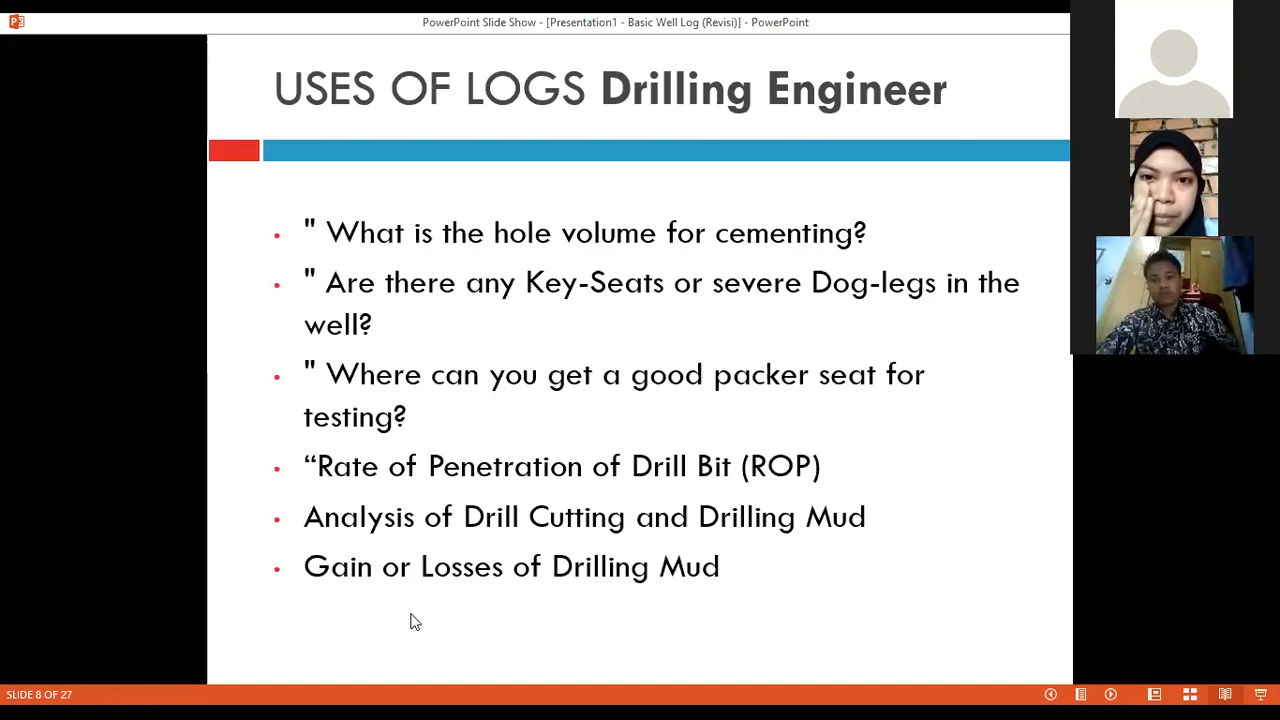 PowerPoint Slide Show - [Presentation1 - Basic Well Log (Revisi)] - PowerPoint
USES OF LOGS Drilling Engineer
• " What is the hole volume for cementing?
• " Are there any Key-Seats or severe Dog-legs in the
well?
• " Where can you get a good packer seat for
testing?
• “Rate of Penetration of Drill Bit (ROP)
• Analysis of Drill Cutting and Drilling Mud
• Gain or Losses of Drilling Mud
SLIDE 8 OF 27